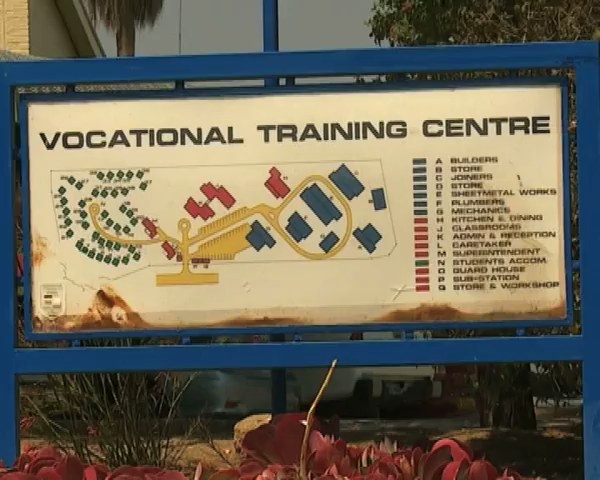 VOCATIONAL TRAINING CENTRE
A BUILDERS
B STORE
C JOINERS
D STORE
E SHEETMETAL WORKS
F PLUMBERS
G MECHANICS
H KITCHEN & DINING
J CLASSROOMS
K ADMIN & RECEPTION
L CARETAKER
M SUPERINTENDENT
N STUDENTS ACCOM.
O GUARD HOUSE
P SUB-STATION
Q STORE & WORKSHOP